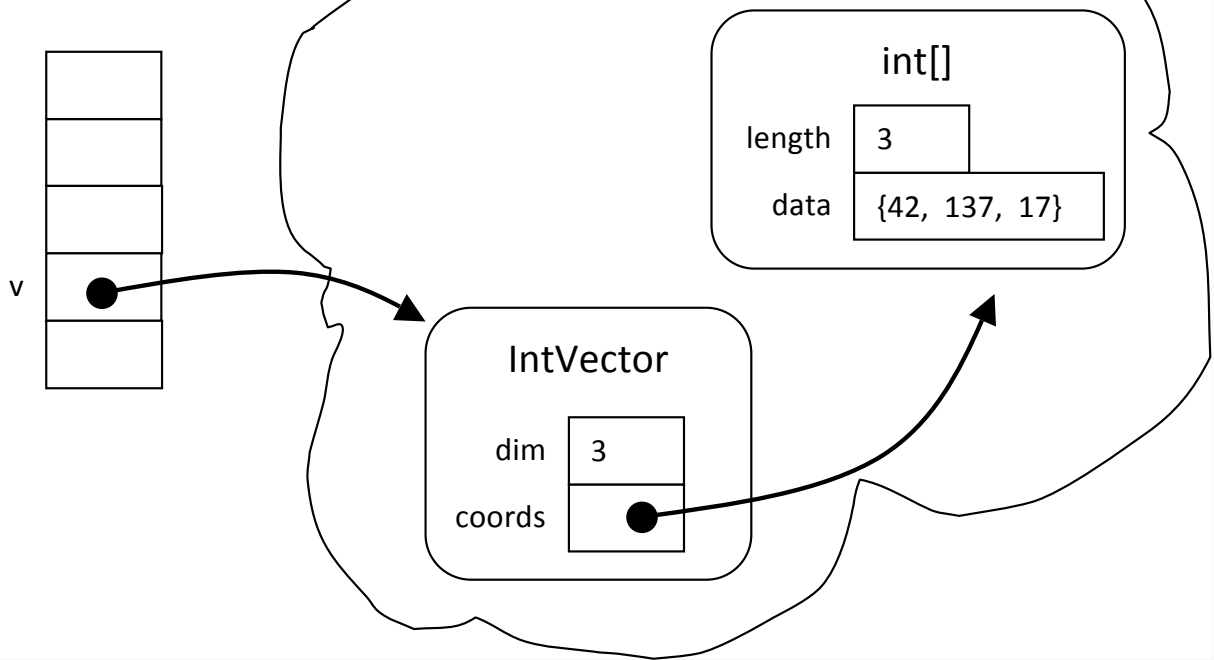 int[]
length 3
data {42, 137, 17}
v
IntVector
dim 3
coords